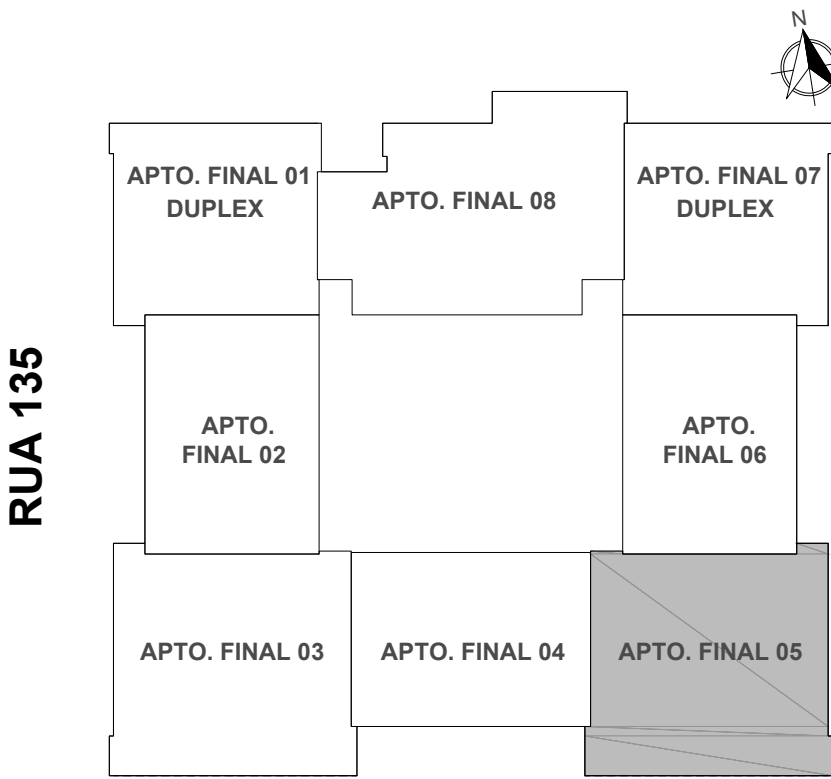 N
APTO. FINAL 01
DUPLEX
APTO. FINAL 08
APTO. FINAL 07
DUPLEX
RUA 135
APTO.
FINAL 02
APTO.
FINAL 06
APTO. FINAL 03
APTO. FINAL 04
APTO. FINAL 05